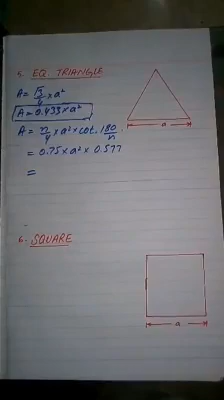 5. EQ. TRIANGLE
A = √3/4 × a²
A = 0.433 × a²
A = n/4 × a² × cot. 180/n
= 0.75 × a² × 0.577
=
a
6. SQUARE
a